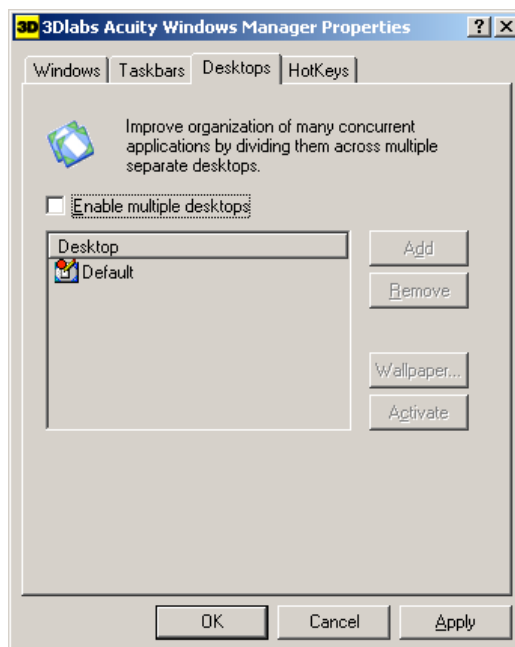 3D 3Dlabs Acuity Windows Manager Properties ? X
Windows Taskbars Desktops HotKeys
Improve organization of many concurrent
applications by dividing them across multiple
separate desktops.
Enable multiple desktops
Desktop
Add
Default
Remove
Wallpaper...
Activate
OK Cancel Apply